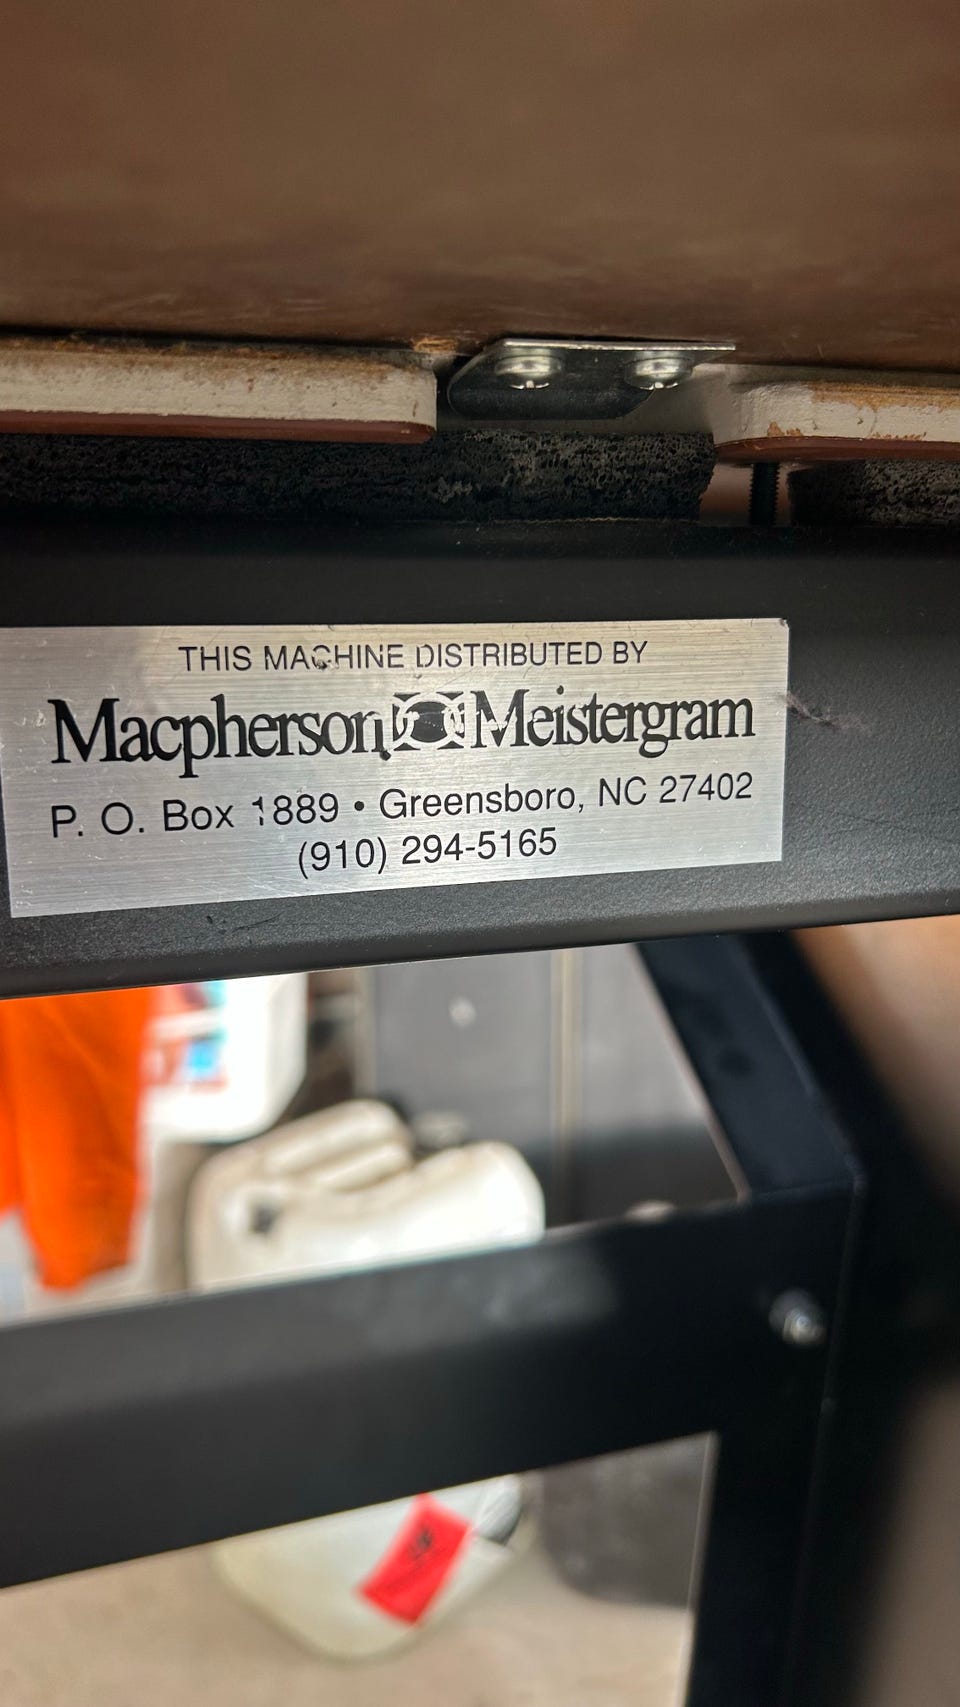 THIS MACHINE DISTRIBUTED BY
Macpherson Meistergram
P. O. Box 1889 • Greensboro, NC 27402
(910) 294-5165